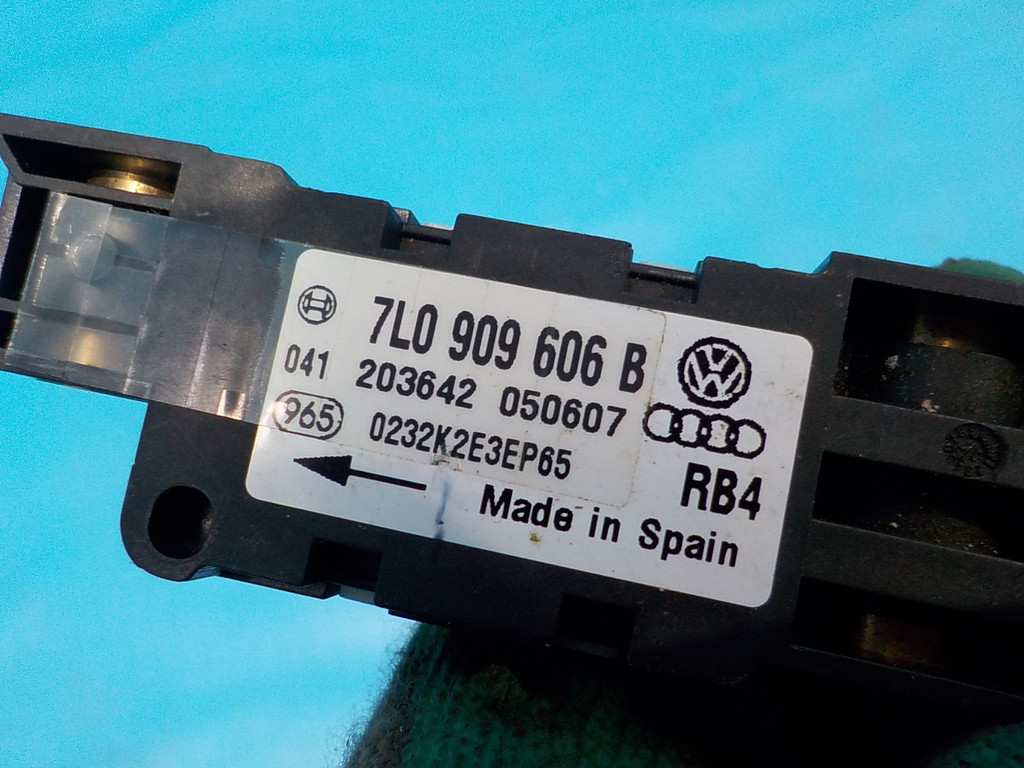 7L0 909 606 B
041 203642 050607
965 0232K2E3EP65
RB4
Made in Spain